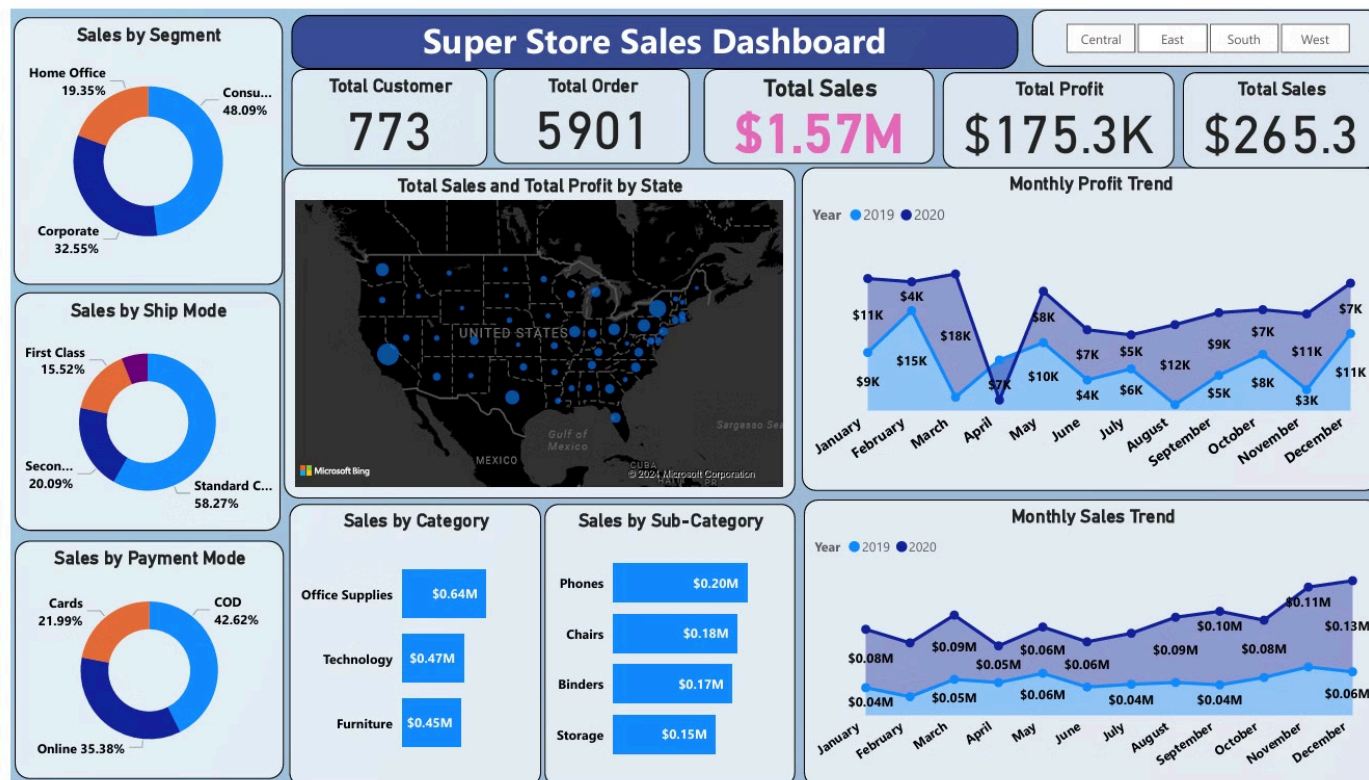 Super Store Sales Dashboard
Central
East
South
West
Total Customer
773
Total Order
5901
Total Sales
$1.57M
Total Profit
$175.3K
Total Sales
$265.3
Sales by Segment
Home Office
19.35%
Consu...
48.09%
Corporate
32.55%
Sales by Ship Mode
First Class
15.52%
Secon...
20.09%
Standard C...
58.27%
Sales by Payment Mode
Cards
21.99%
COD
42.62%
Online 35.38%
Total Sales and Total Profit by State
UNITED STATES
Gulf of
Mexico
Sargasso Sea
MEXICO
CUBA
HAITI
PR
Microsoft Bing
© 2024 Microsoft Corporation
Sales by Category
Office Supplies
$0.64M
Technology
$0.47M
Furniture
$0.45M
Sales by Sub-Category
Phones
$0.20M
Chairs
$0.18M
Binders
$0.17M
Storage
$0.15M
Monthly Profit Trend
Year 2019 2020
$11K
$4K
$18K
$8K
$7K
$5K
$12K
$9K
$7K
$11K
$7K
$9K
$15K
$7K
$10K
$4K
$6K
$5K
$8K
$3K
$11K
January
February
March
April
May
June
July
August
September
October
November
December
Monthly Sales Trend
Year 2019 2020
$0.08M
$0.09M
$0.05M
$0.06M
$0.06M
$0.09M
$0.10M
$0.08M
$0.11M
$0.13M
$0.04M
$0.05M
$0.06M
$0.04M
$0.04M
$0.06M
January
February
March
April
May
June
July
August
September
October
November
December